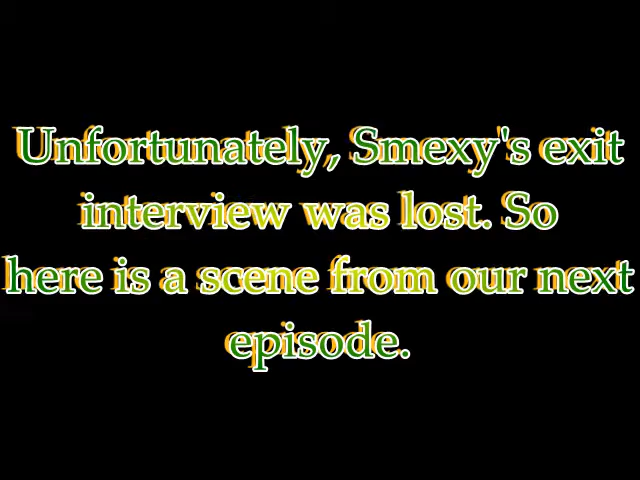 Unfortunately, Smexy's exit
interview was lost. So
here is a scene from our next
episode.